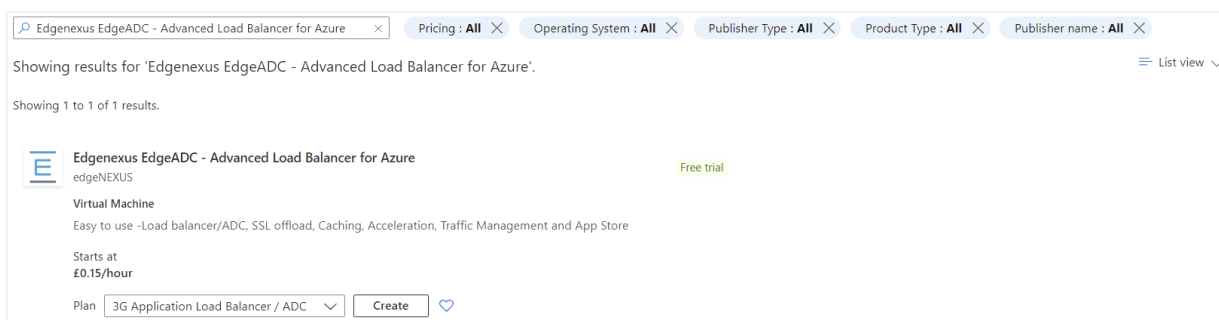 Edgenexus EdgeADC - Advanced Load Balancer for Azure Pricing : All Operating System : All Publisher Type : All Product Type : All Publisher name : All
Showing results for 'Edgenexus EdgeADC - Advanced Load Balancer for Azure'. List view
Showing 1 to 1 of 1 results.
Edgenexus EdgeADC - Advanced Load Balancer for Azure
edgeNEXUS
Free trial
Virtual Machine
Easy to use -Load balancer/ADC, SSL offload, Caching, Acceleration, Traffic Management and App Store
Starts at
£0.15/hour
Plan 3G Application Load Balancer / ADC Create